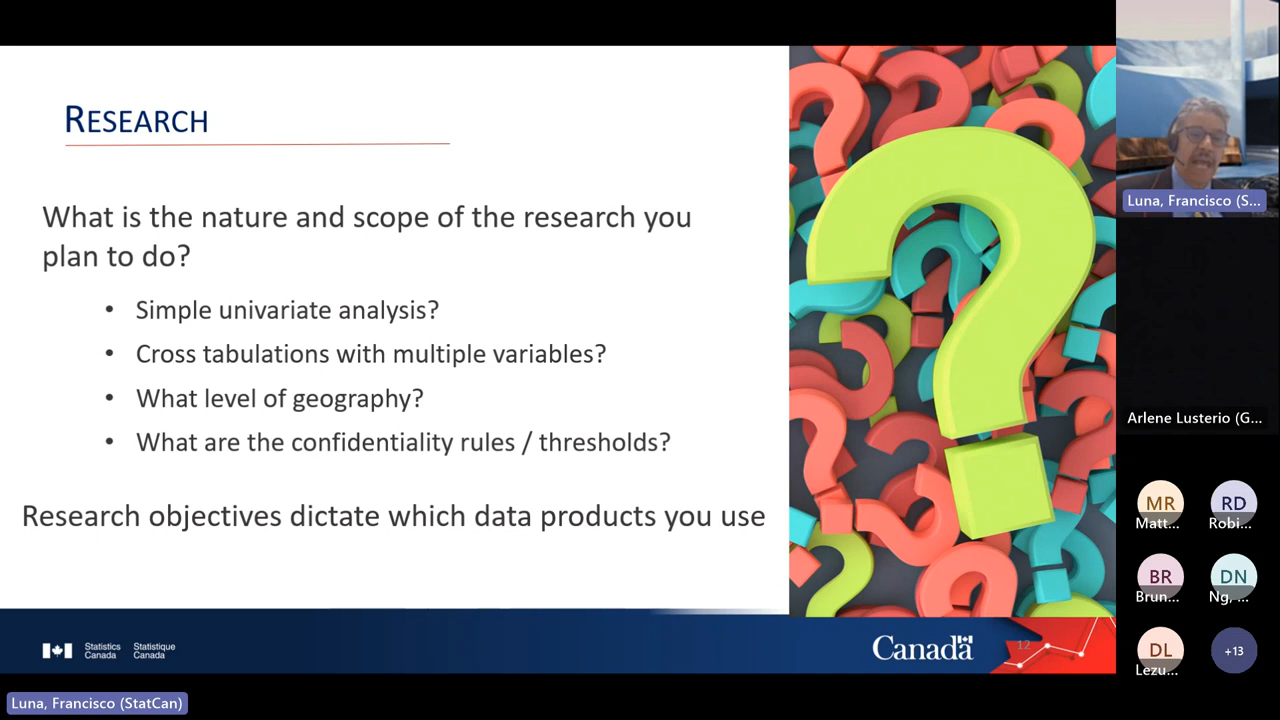 RESEARCH
What is the nature and scope of the research you
plan to do?
• Simple univariate analysis?
• Cross tabulations with multiple variables?
• What level of geography?
• What are the confidentiality rules / thresholds?
Research objectives dictate which data products you use
Statistics
Canada
Statistique
Canada
Canada
12
Luna, Francisco (StatCan)
Luna, Francisco (S...
Arlene Lusterio (G...
MR
Matt...
RD
Robi...
BR
Brun...
DN
Ng, ...
DL
Lezu...
+13